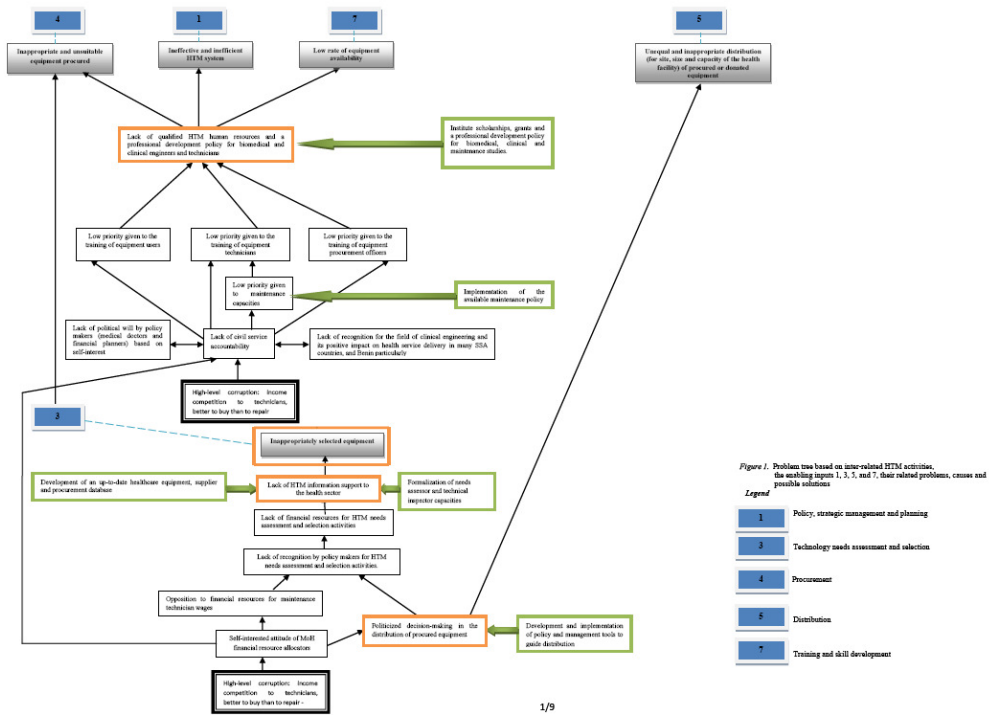 4
1
7
5
Inappropriate and unsuitable
equipment procured
Ineffective and inefficient
HTM system
Low rate of equipment
availability
Unequal and inappropriate distribution
(for site, size and capacity of the health
facility) of procured or donated
equipment
Lack of qualified HTM human resources and a
professional development policy for biomedical and
clinical engineers and technicians
Institute scholarships, grants and
a professional development policy
for biomedical, clinical and
maintenance studies.
Low priority given to the
training of equipment users
Low priority given to the
training of equipment
technicians
Low priority given to the
training of equipment
procurement officers
Low priority given
to maintenance
capacities
Implementation of the
available maintenance policy
Lack of political will by policy
makers (medical doctors and
financial planners) based on
self-interest
Lack of civil service
accountability
Lack of recognition for the field of clinical engineering and
its positive impact on health service delivery in many SSA
countries, and Benin particularly
High-level corruption: Income
competition to technicians,
better to buy than to repair
3
Inappropriately selected equipment
Development of an up-to-date healthcare equipment, supplier
and procurement database
Lack of HTM information support to
the health sector
Formalization of needs
assessor and technical
inspector capacities
Lack of financial resources for HTM needs
assessment and selection activities
Lack of recognition by policy makers for HTM
needs assessment and selection activities.
Opposition to financial resources for maintenance
technician wages
Self-interested attitude of MoH
financial resource allocators
Politicized decision-making in the
distribution of procured equipment
Development and implementation
of policy and management tools to
guide distribution
High-level corruption: Income
competition to technicians,
better to buy than to repair -
Figure 1. Problem tree based on inter-related HTM activities,
the enabling inputs 1, 3, 5, and 7, their related problems, causes and
possible solutions
Legend
1 Policy, strategic management and planning
3 Technology needs assessment and selection
4 Procurement
5 Distribution
7 Training and skill development
1/9